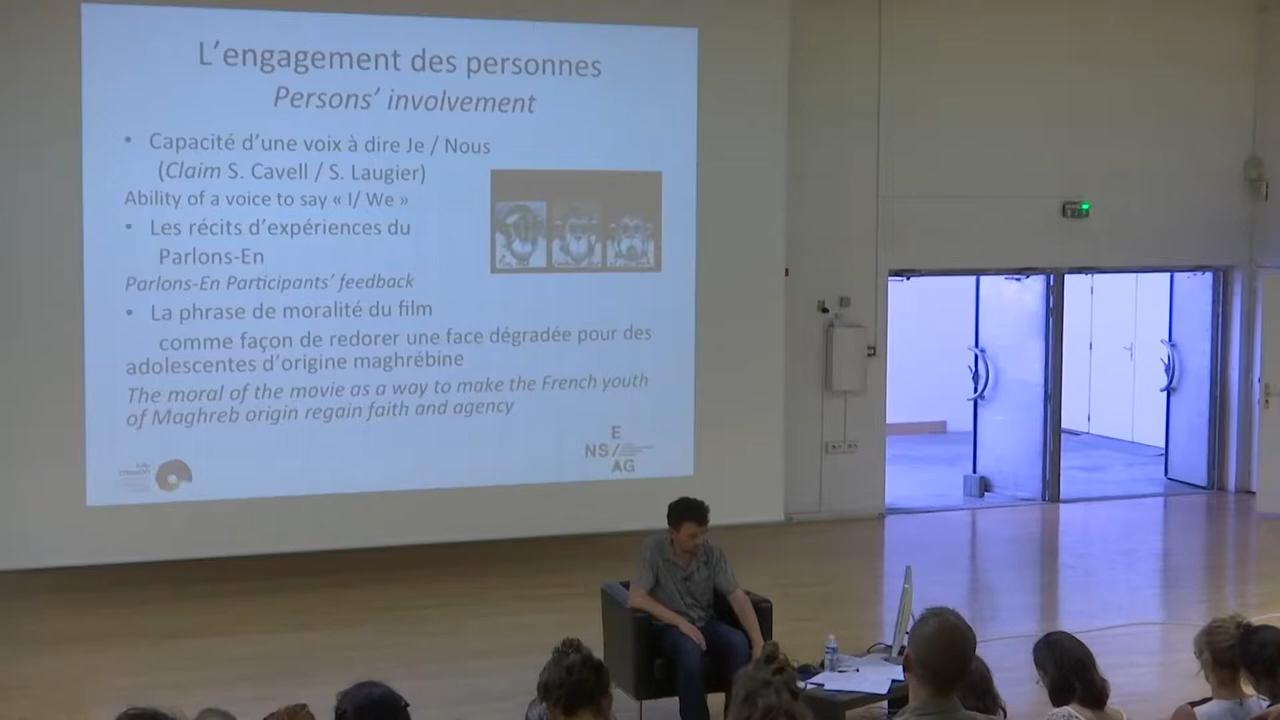 L'engagement des personnes
Persons' involvement
• Capacité d'une voix à dire Je / Nous
(Claim S. Cavell / S. Laugier)
Ability of a voice to say « I/ We »
• Les récits d'expériences du
Parlons-En
Parlons-En Participants' feedback
• La phrase de moralité du film
comme façon de redorer une face dégradée pour des
adolescentes d'origine maghrébine
The moral of the movie as a way to make the French youth
of Maghreb origin regain faith and agency
E
NS/
AG